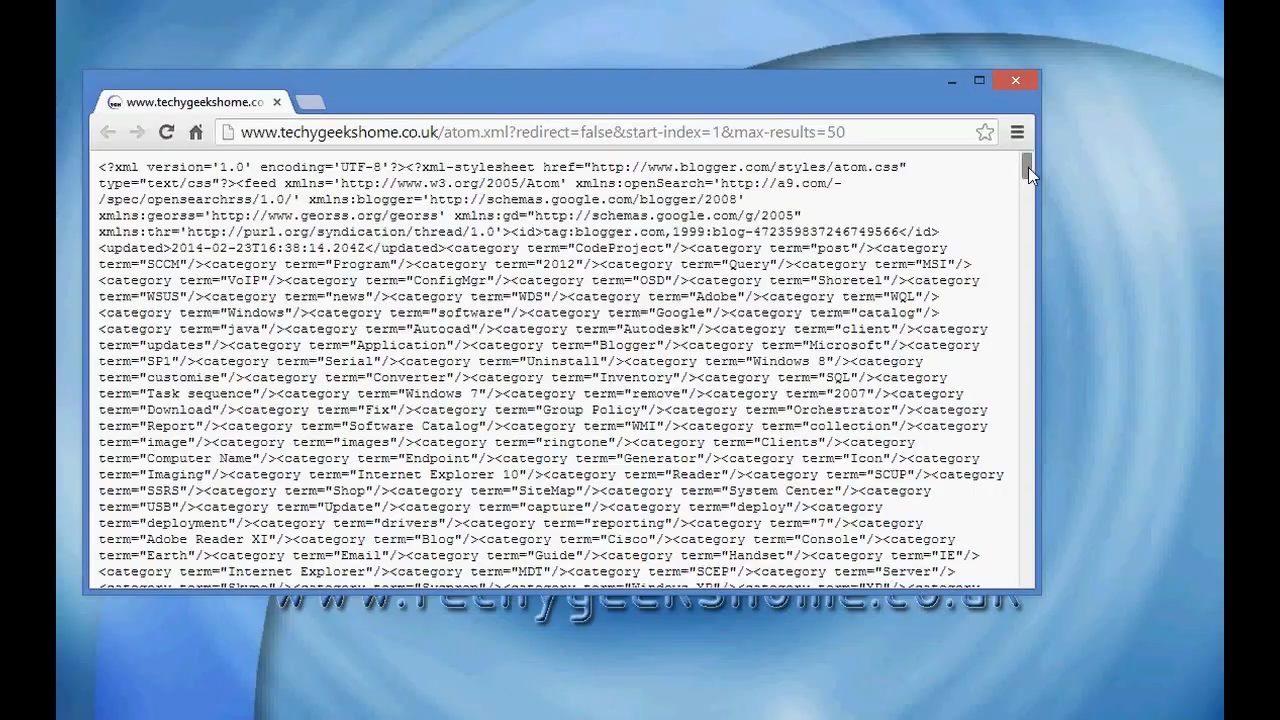 www.techygeekshome.co
www.techygeekshome.co.uk/atom.xml?redirect=false&start-index=1&max-results=50
<?xml version='1.0' encoding='UTF-8'?><?xml-stylesheet href="http://www.blogger.com/styles/atom.css"
type="text/css"?><feed xmlns='http://www.w3.org/2005/Atom' xmlns:openSearch='http://a9.com/-
/spec/opensearchrss/1.0/' xmlns:blogger='http://schemas.google.com/blogger/2008'
xmlns:georss='http://www.georss.org/georss' xmlns:gd="http://schemas.google.com/g/2005"
xmlns:thr='http://purl.org/syndication/thread/1.0'><id>tag:blogger.com,1999:blog-472359837246749566</id>
<updated>2014-02-23T16:38:14.204Z</updated><category term="CodeProject"/><category term="post"/><category
term="SCCM"/><category term="Program"/><category term="2012"/><category term="Query"/><category term="MSI"/>
<category term="VoIP"/><category term="ConfigMgr"/><category term="OSD"/><category term="Shoretel"/><category
term="WSUS"/><category term="news"/><category term="WDS"/><category term="Adobe"/><category term="WQL"/>
<category term="Windows"/><category term="software"/><category term="Google"/><category term="catalog"/>
<category term="java"/><category term="Autocad"/><category term="Autodesk"/><category term="client"/><category
term="updates"/><category term="Application"/><category term="Blogger"/><category term="Microsoft"/><category
term="SP1"/><category term="Serial"/><category term="Uninstall"/><category term="Windows 8"/><category
term="customise"/><category term="Converter"/><category term="Inventory"/><category term="SQL"/><category
term="Task sequence"/><category term="Windows 7"/><category term="remove"/><category term="2007"/><category
term="Download"/><category term="Fix"/><category term="Group Policy"/><category term="Orchestrator"/><category
term="Report"/><category term="Software Catalog"/><category term="WMI"/><category term="collection"/><category
term="image"/><category term="images"/><category term="ringtone"/><category term="Clients"/><category
term="Computer Name"/><category term="Endpoint"/><category term="Generator"/><category term="Icon"/><category
term="Imaging"/><category term="Internet Explorer 10"/><category term="Reader"/><category term="SCUP"/><category
term="SSRS"/><category term="Shop"/><category term="SiteMap"/><category term="System Center"/><category
term="USB"/><category term="Update"/><category term="capture"/><category term="deploy"/><category
term="deployment"/><category term="drivers"/><category term="reporting"/><category term="7"/><category
term="Adobe Reader XI"/><category term="Blog"/><category term="Cisco"/><category term="Console"/><category
term="Earth"/><category term="Email"/><category term="Guide"/><category term="Handset"/><category term="IE"/>
<category term="Internet Explorer"/><category term="MDT"/><category term="SCEP"/><category term="Server"/>
<category term="Skype"/><category term="Sysprep"/><category term="Windows XP"/><category term="XP"/><category
www.techygeekshome.co.uk